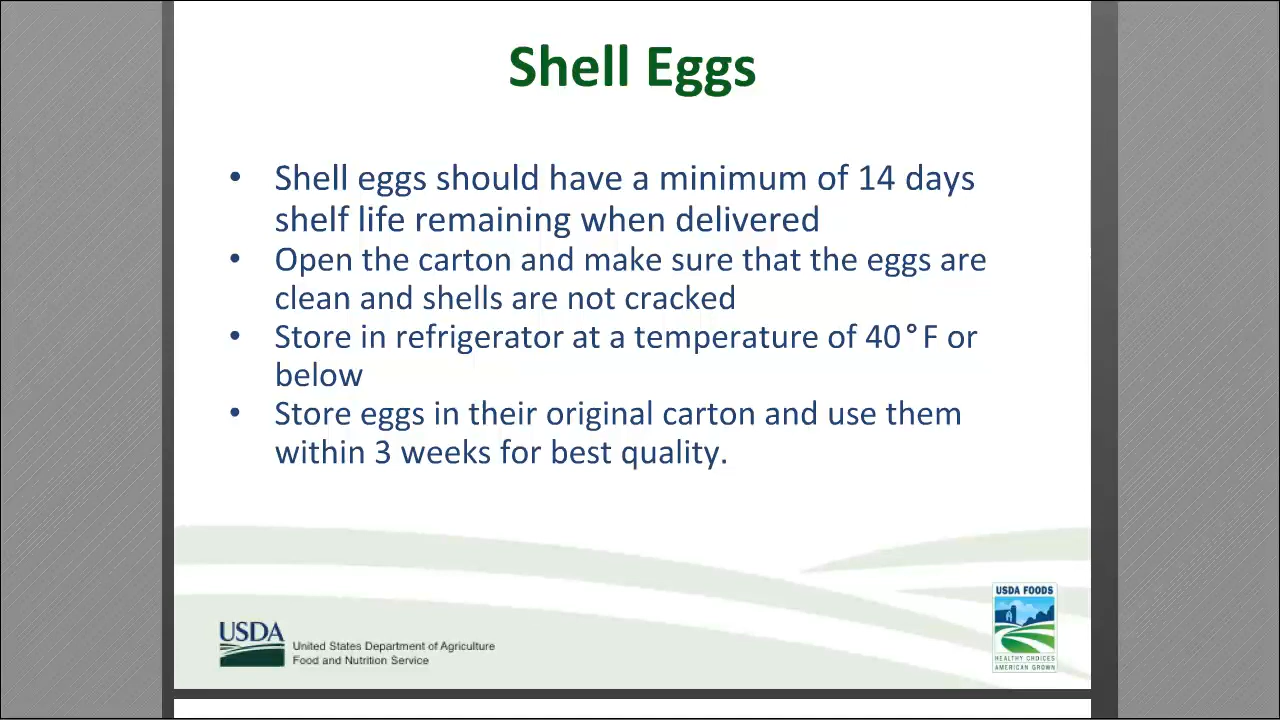 Shell Eggs
• Shell eggs should have a minimum of 14 days
shelf life remaining when delivered
• Open the carton and make sure that the eggs are
clean and shells are not cracked
• Store in refrigerator at a temperature of 40°F or
below
• Store eggs in their original carton and use them
within 3 weeks for best quality.
USDA
United States Department of Agriculture
Food and Nutrition Service
USDA FOODS
HEALTHY CHOICES
AMERICAN GROWN